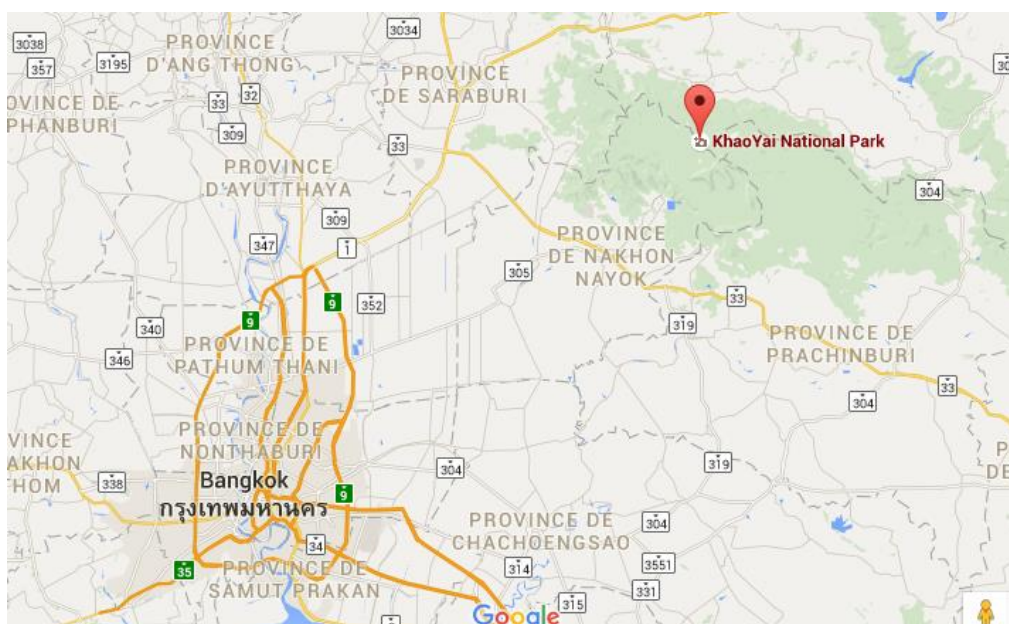 3038
357
3195
PROVINCE
D'ANG THONG
3034
PROVINCE
DE SARABURI
OVINCE DE
PHANBURI
33
32
309
33
KhaoYai National Park
304
PROVINCE
D'AYUTTHAYA
309
347
1
PROVINCE
DE NAKHON
NAYOK
305
9
9
352
33
319
340
346
PROVINCE DE
PATHUM THANI
PROVINCE DE
PRACHINBURI
33
304
VINCE
AKHON
THOM
PROVINCE DE
NONTHABURI
338
Bangkok
กรุงเทพมหานคร
304
319
9
PROVINCE DE
CHACHOENGSAO
304
34
35
PROVINCE DE
SAMUT PRAKAN
314
3551
331
315
Google